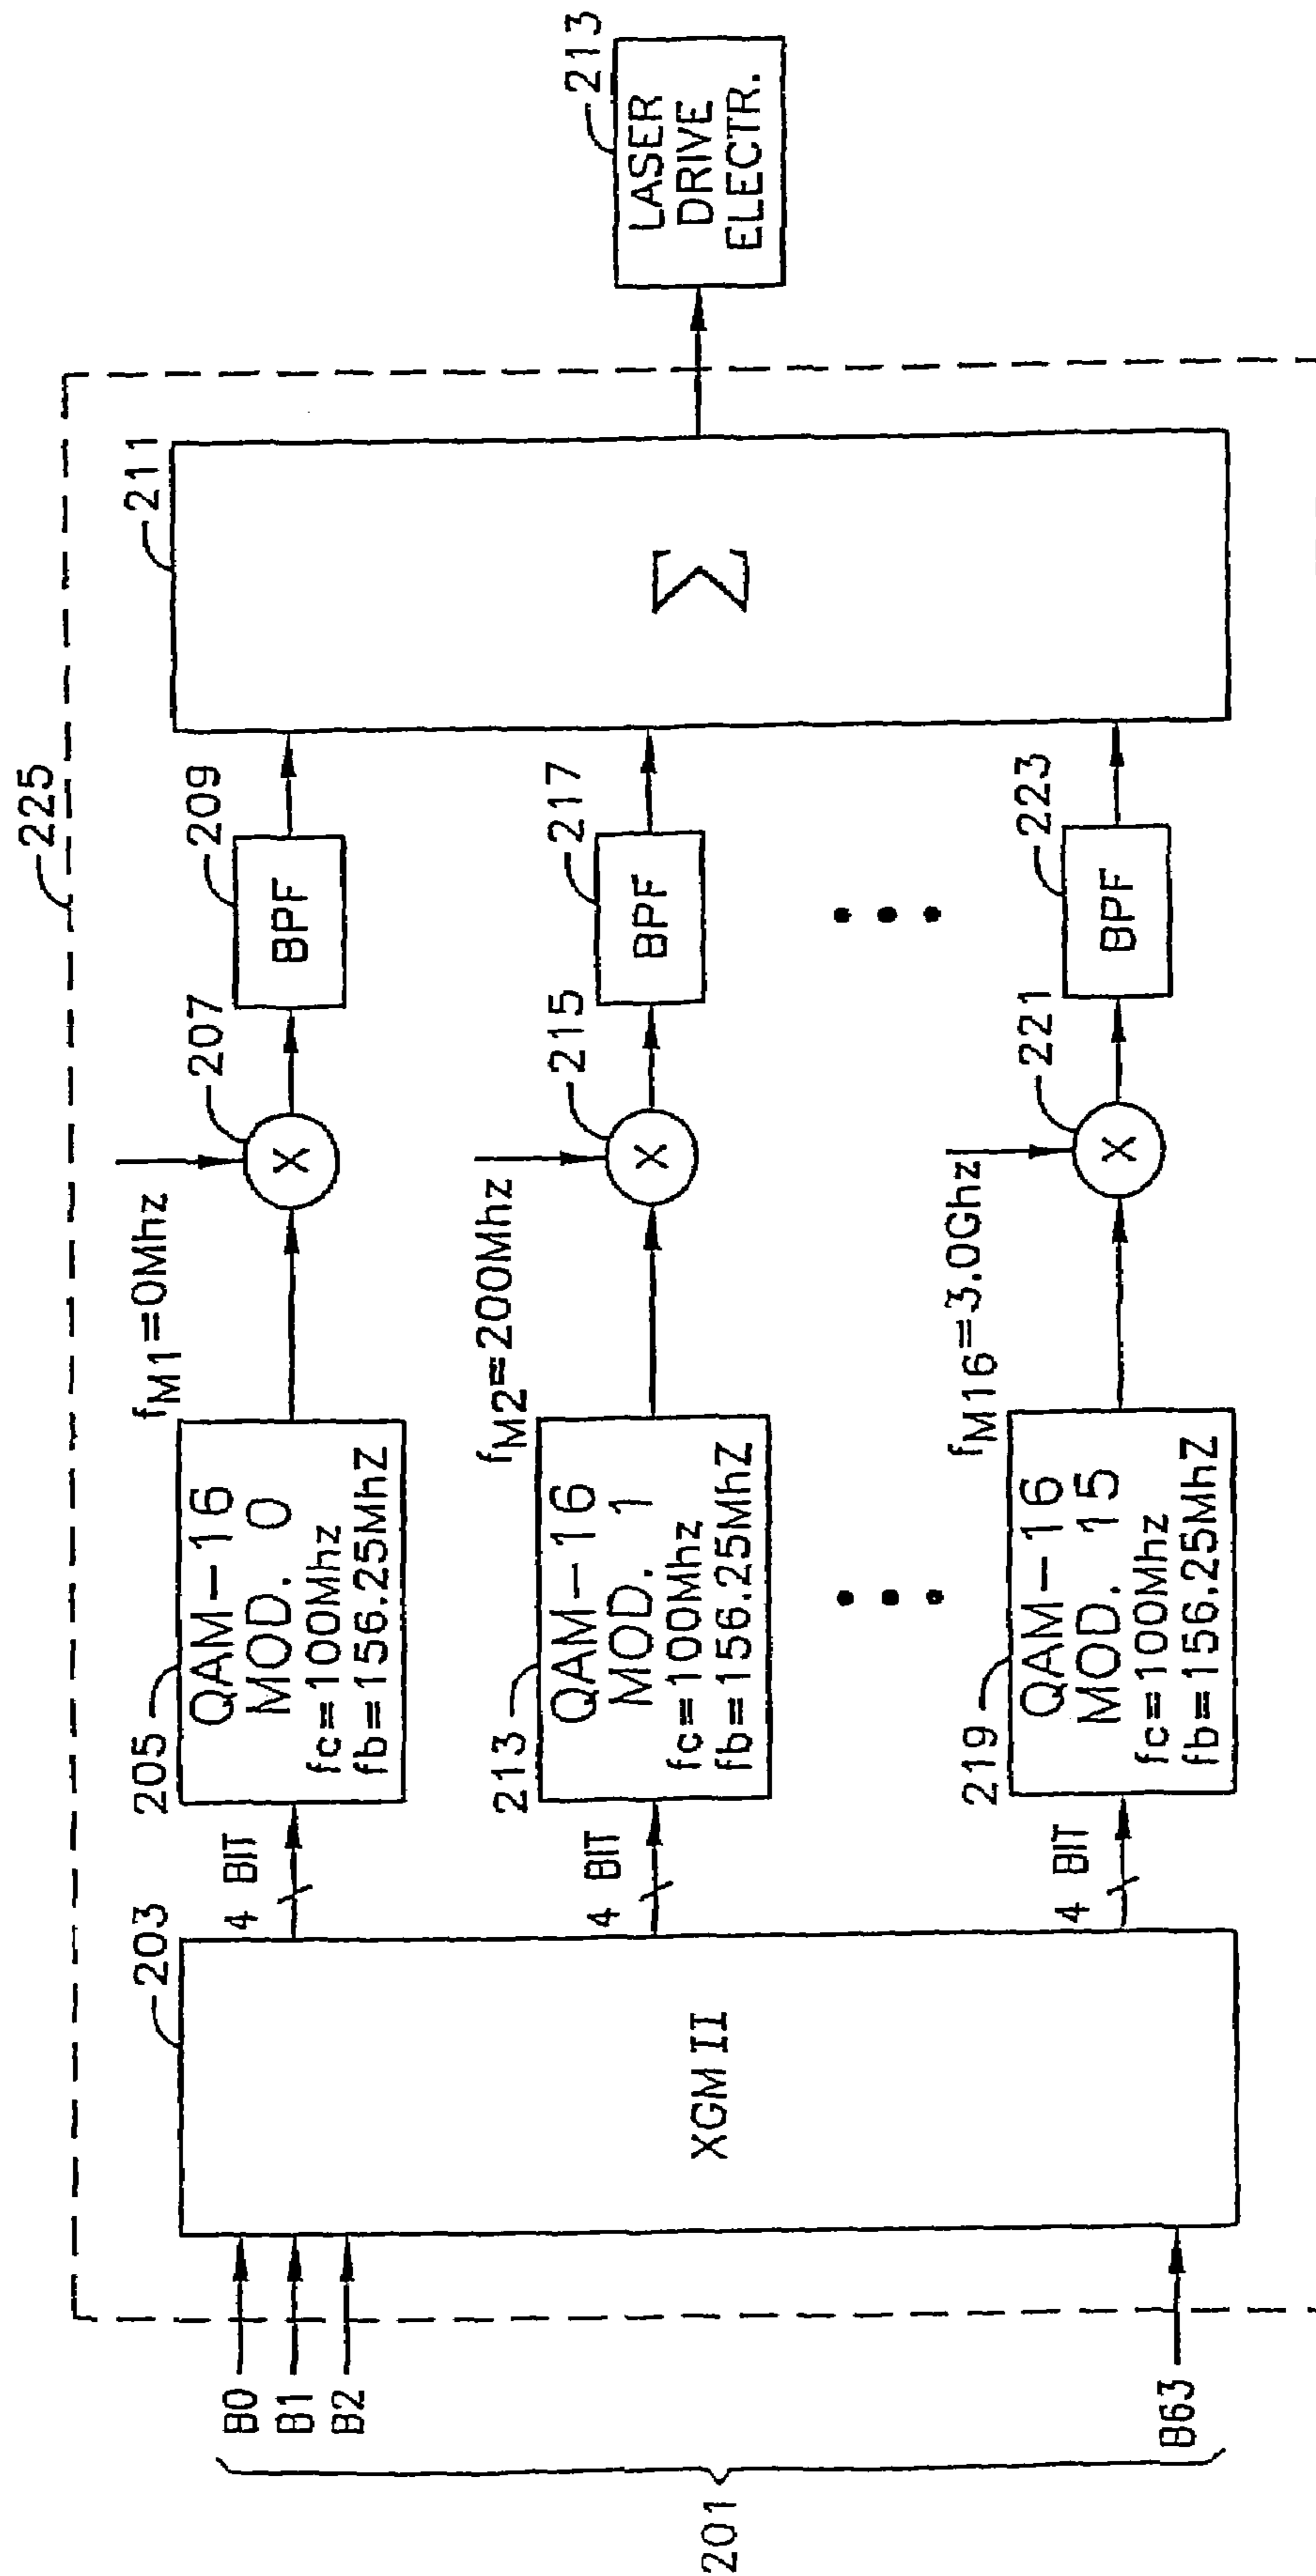 225
201
B0
B1
B2
B63
203
XGM II
4 BIT
4 BIT
4 BIT
205
QAM-16
MOD. 0
fc=100Mhz
fb=156.25MhZ
213
QAM-16
MOD. 1
fc=100Mhz
fb=156.25MhZ
219
QAM-16
MOD. 15
fc=100Mhz
fb=156.25MhZ
fM1=0Mhz
207
X
fM2=200Mhz
215
X
fM16=3.0Ghz
221
X
209
BPF
217
BPF
223
BPF
211
Σ
213
LASER
DRIVE
ELECTR.